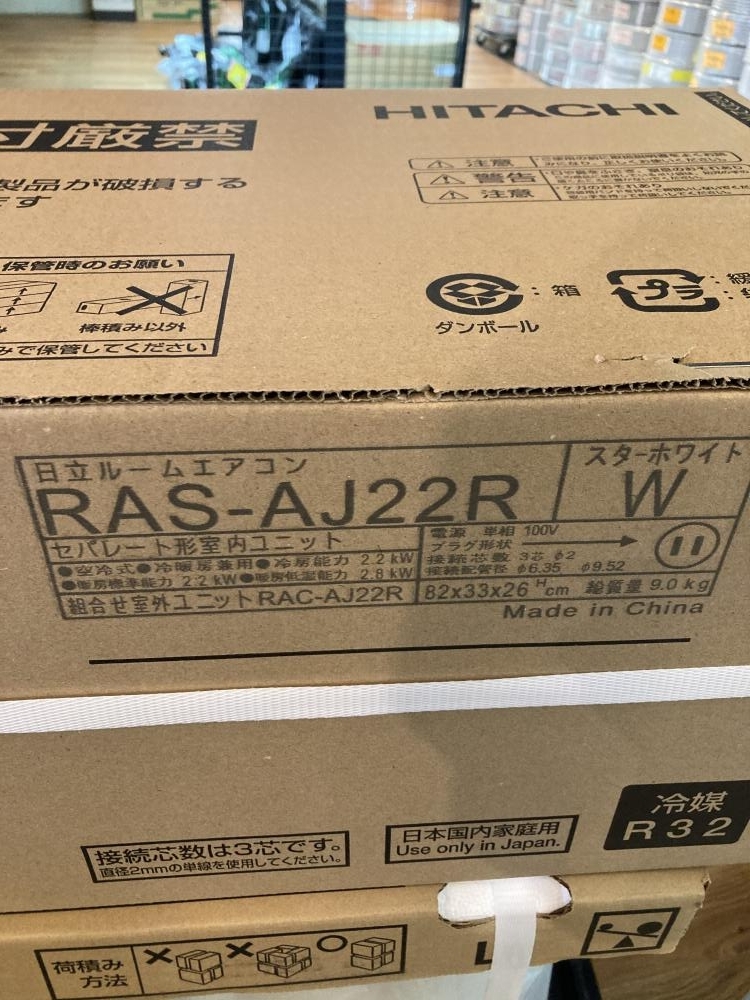 HITACHI
付厳禁
製品が破損する
ます
注意
警告
注意
保管時のお願い
棒積み以外
みで保管してください
: 箱
プラ
ダンボール
日立ルームエアコン
RAS-AJ22R
スターホワイト
W
セパレート形室内ユニット
●空冷式●冷暖房兼用●冷房能力 2.2 kW
●暖房標準能力 2.2 kW●暖房低温能力 2.8 kW
組合せ室外ユニット RAC-AJ22R
電源 単相 100V
プラグ形状
接続芯数 3芯 φ2
接続配管径 φ6.35 φ9.52
82x33x26 H cm 総質量 9.0 kg
Made in China
冷媒
R32
接続芯数は3芯です。
直径2mmの単線を使用してください。
日本国内家庭用
Use only in Japan.
荷積み
方法